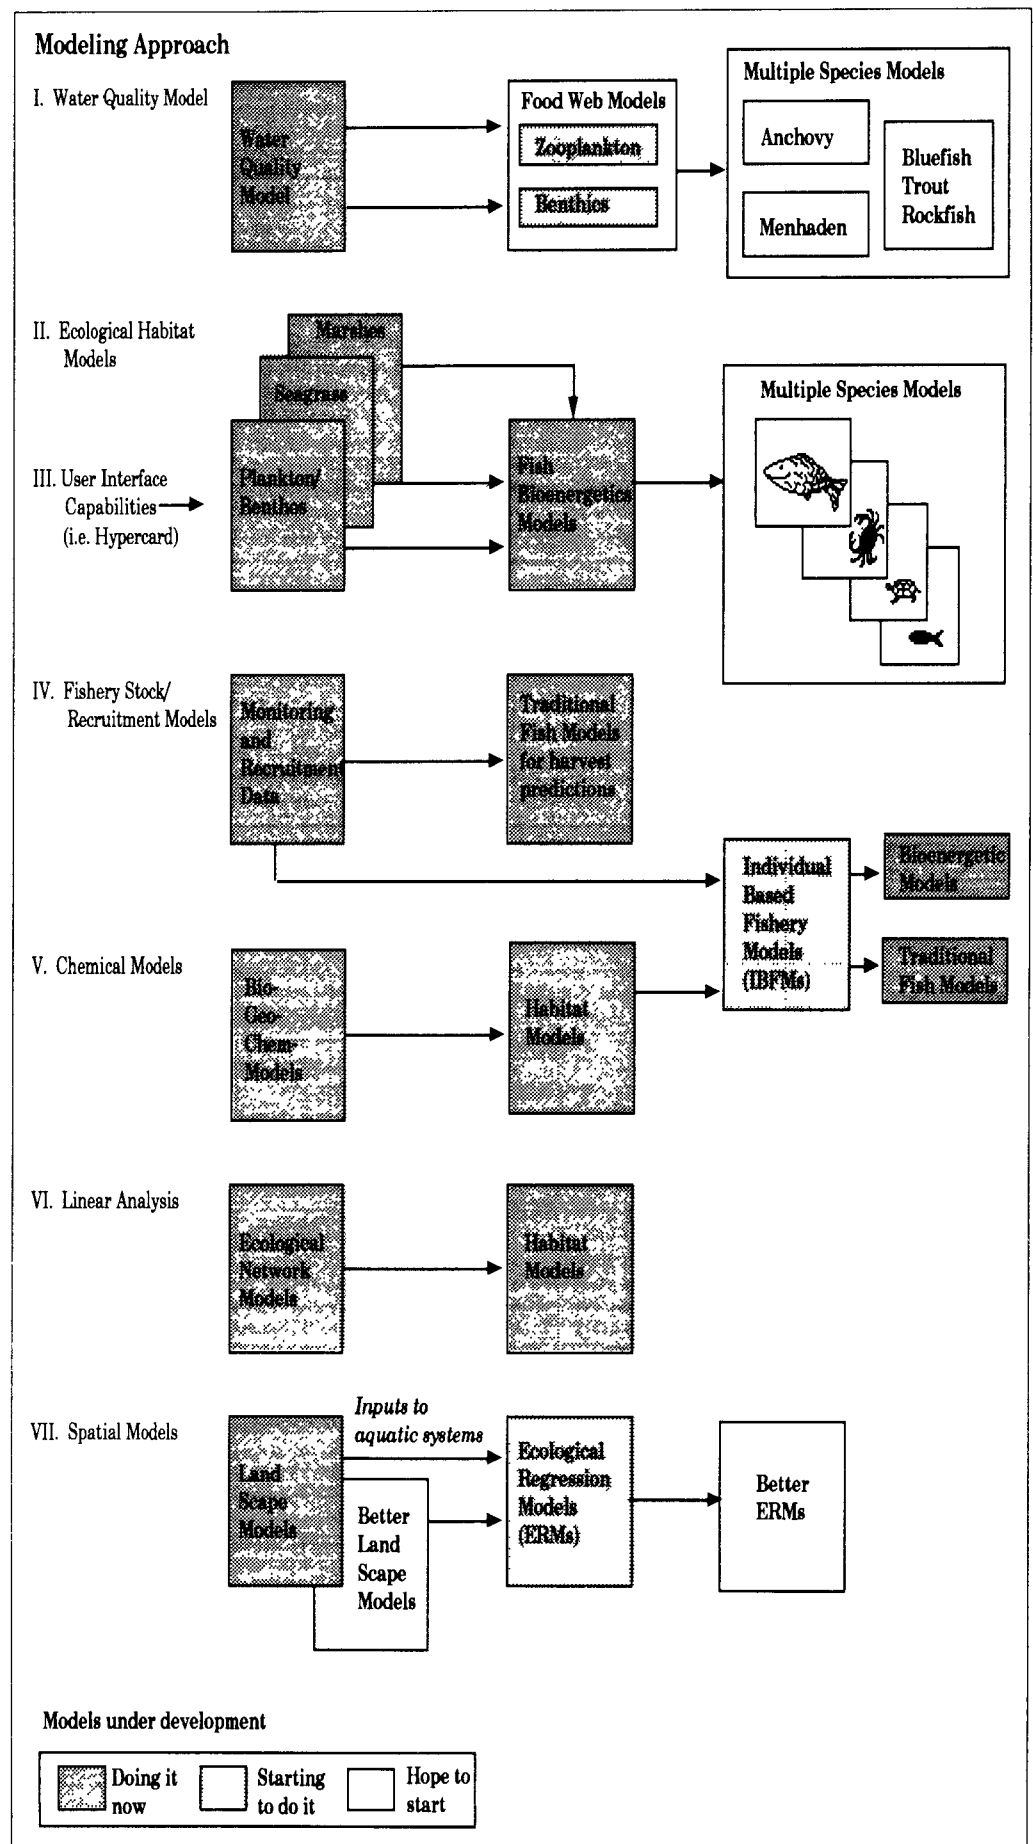 Modeling Approach
I. Water Quality Model
Water
Quality
Model
Food Web Models
Zooplankton
Benthics
Multiple Species Models
Anchovy
Menhaden
Bluefish
Trout
Rockfish
II. Ecological Habitat
Models
Marshes
Seagrass
III. User Interface
Capabilities
(i.e. Hypercard)
Plankton/
Benthos
Fish
Bioenergetics
Models
Multiple Species Models
IV. Fishery Stock/
Recruitment Models
Monitoring
and
Recruitment
Data
Traditional
Fish Models
for harvest
predictions
Individual
Based
Fishery
Models
(IBFMs)
Bioenergetic
Models
Traditional
Fish Models
V. Chemical Models
Bio-
Geo-
Chem-
Models
Habitat
Models
VI. Linear Analysis
Ecological
Network
Models
Habitat
Models
VII. Spatial Models
Land
Scape
Models
Inputs to
aquatic systems
Better
Land
Scape
Models
Ecological
Regression
Models
(ERMs)
Better
ERMs
Models under development
Doing it
now
Starting
to do it
Hope to
start